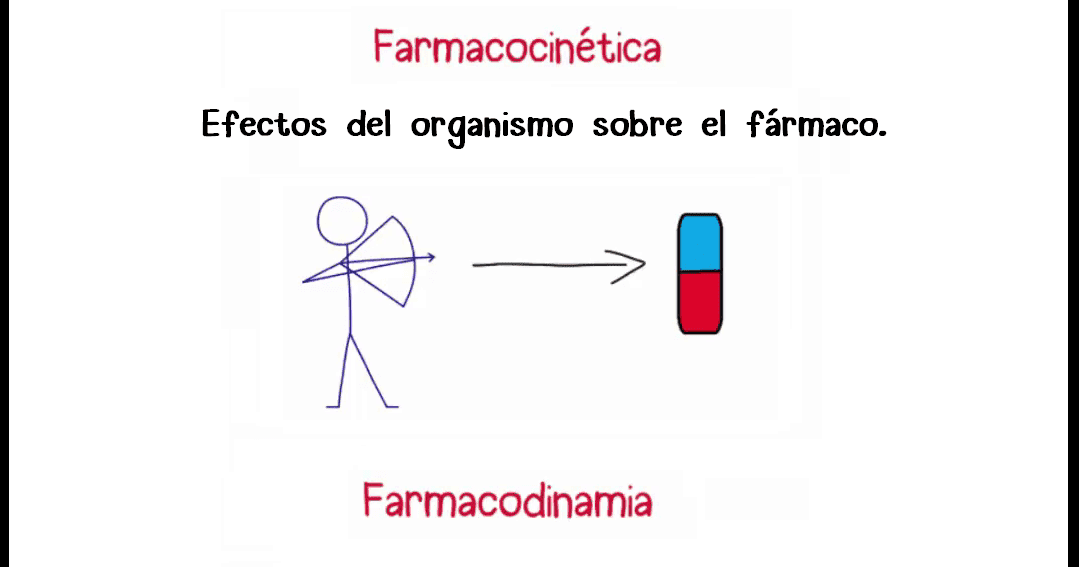 Farmacocinética
Efectos del organismo sobre el fármaco.
Farmacodinamia